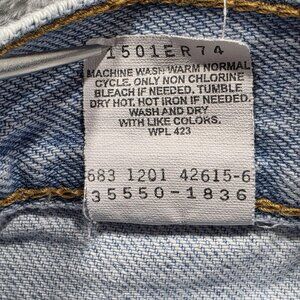 1501ER74
MACHINE WASH WARM NORMAL
CYCLE. ONLY NON CHLORINE
BLEACH IF NEEDED. TUMBLE
DRY HOT. HOT IRON IF NEEDED.
WASH AND DRY
WITH LIKE COLORS.
WPL 423
683 1201 42615-6
35550-1836